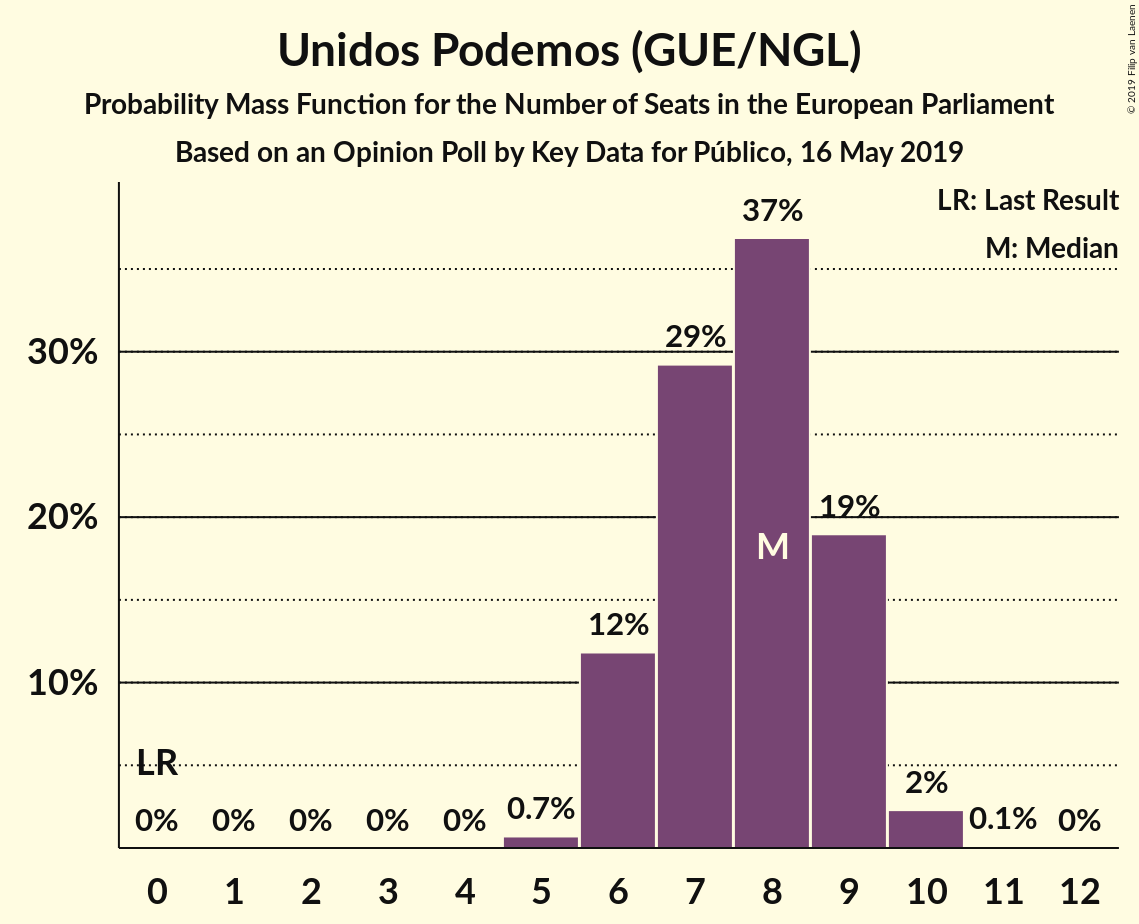 Unidos Podemos (GUE/NGL)
Probability Mass Function for the Number of Seats in the European Parliament
Based on an Opinion Poll by Key Data for Público, 16 May 2019
© 2019 Filip van Laenen
LR: Last Result
M: Median
37%
29%
30%
19%
20%
M
12%
10%
LR
0% 0% 0% 0% 0% 0.7% 2% 0.1% 0%
0 1 2 3 4 5 6 7 8 9 10 11 12